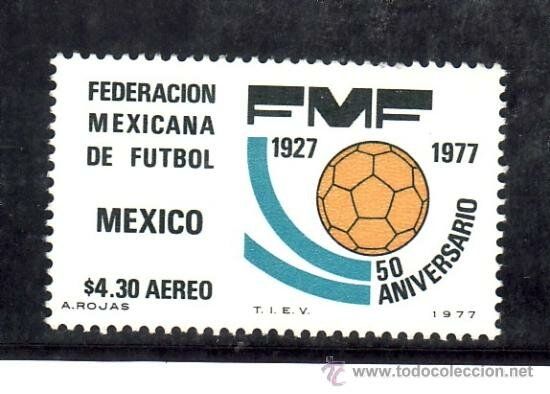 FEDERACION
MEXICANA
DE FUTBOL
MEXICO
$4.30 AEREO
A.ROJAS
FMF
1927 1977
50
ANIVERSARIO
T.I.E.V.
1977
www.todocoleccion.net